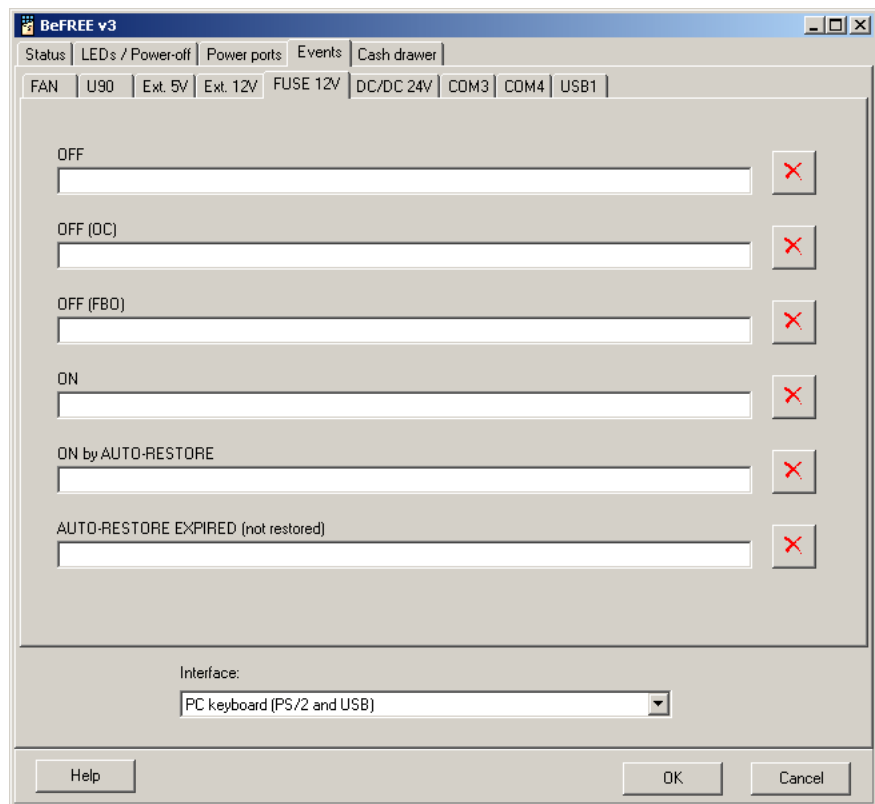 BeFREE v3
Status LEDs / Power-off Power ports Events Cash drawer
FAN U90 Ext. 5V Ext. 12V FUSE 12V DC/DC 24V COM3 COM4 USB1
OFF
OFF (OC)
OFF (FBO)
ON
ON by AUTO-RESTORE
AUTO-RESTORE EXPIRED (not restored)
Interface:
PC keyboard (PS/2 and USB)
Help OK Cancel